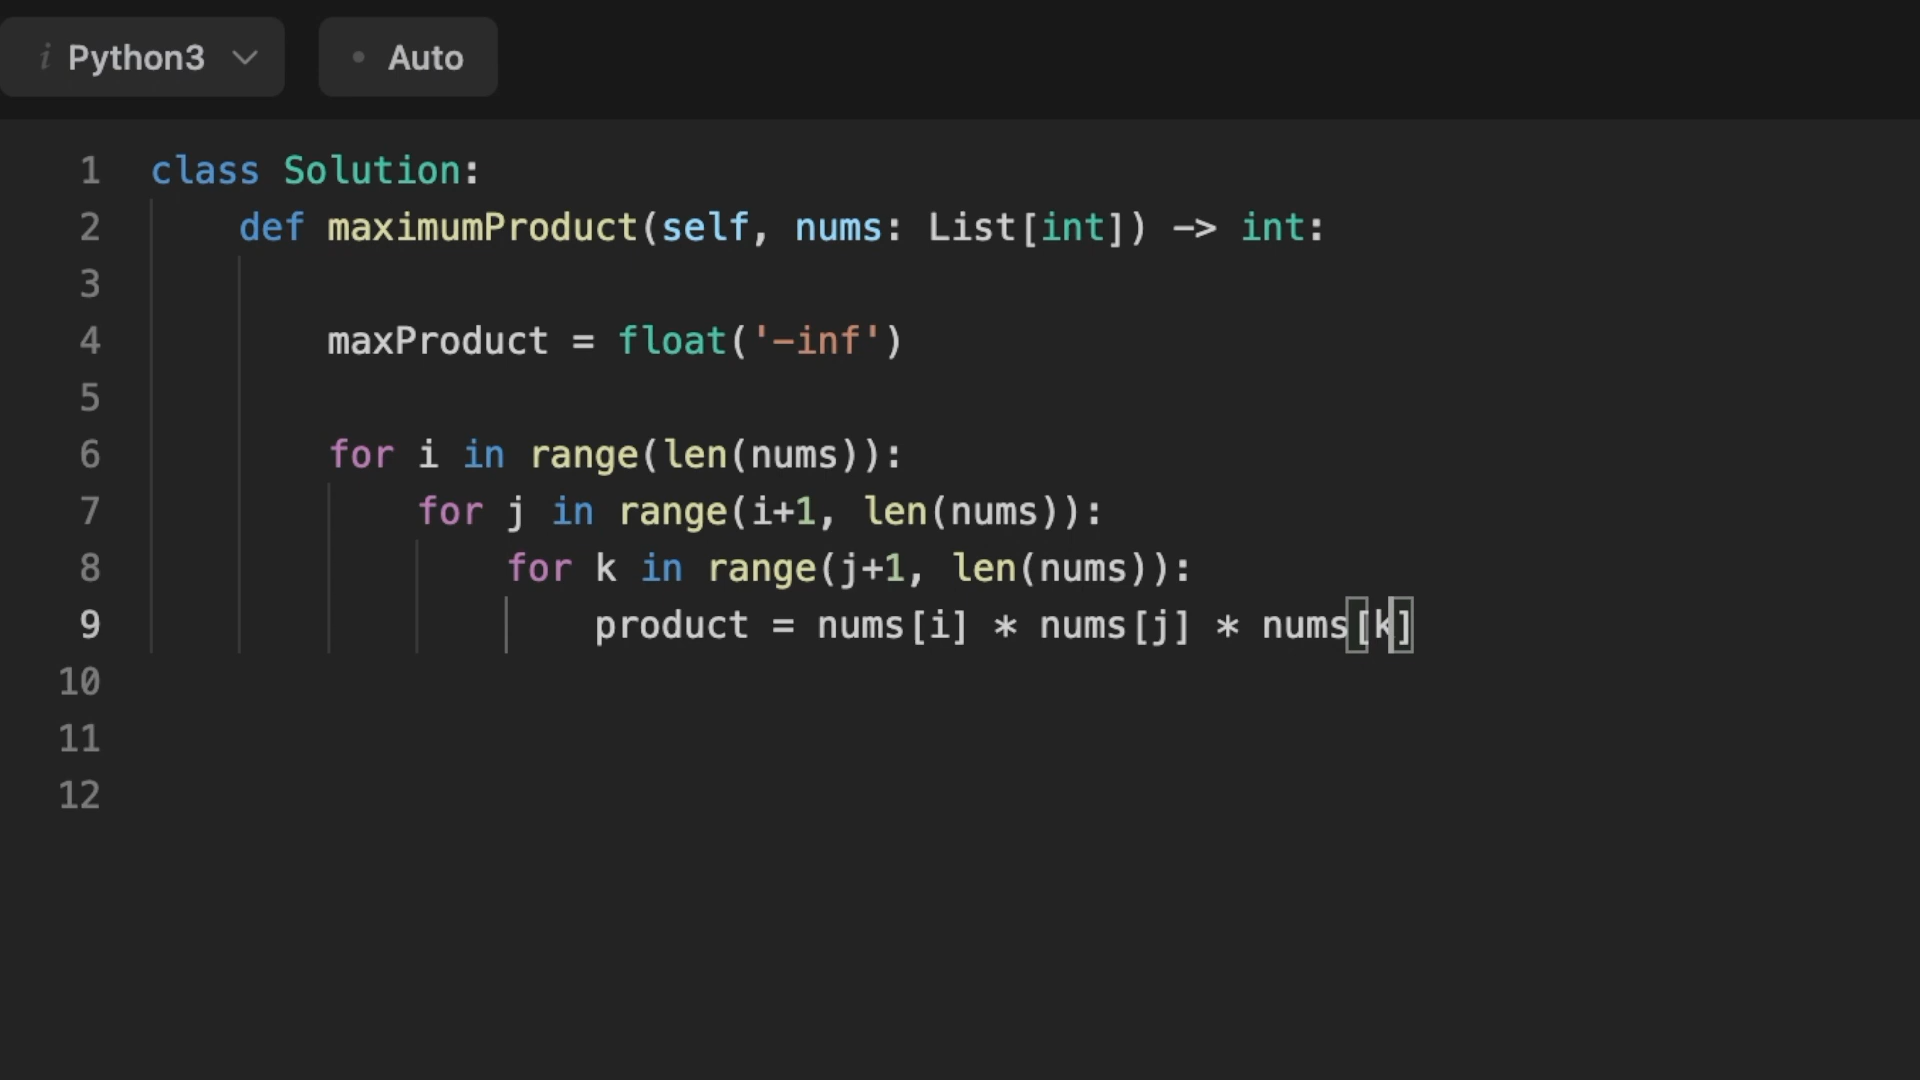 i Python3 Auto
1 class Solution:
2 def maximumProduct(self, nums: List[int]) -> int:
3
4 maxProduct = float('-inf')
5
6 for i in range(len(nums)):
7 for j in range(i+1, len(nums)):
8 for k in range(j+1, len(nums)):
9 product = nums[i] * nums[j] * nums[k]
10
11
12